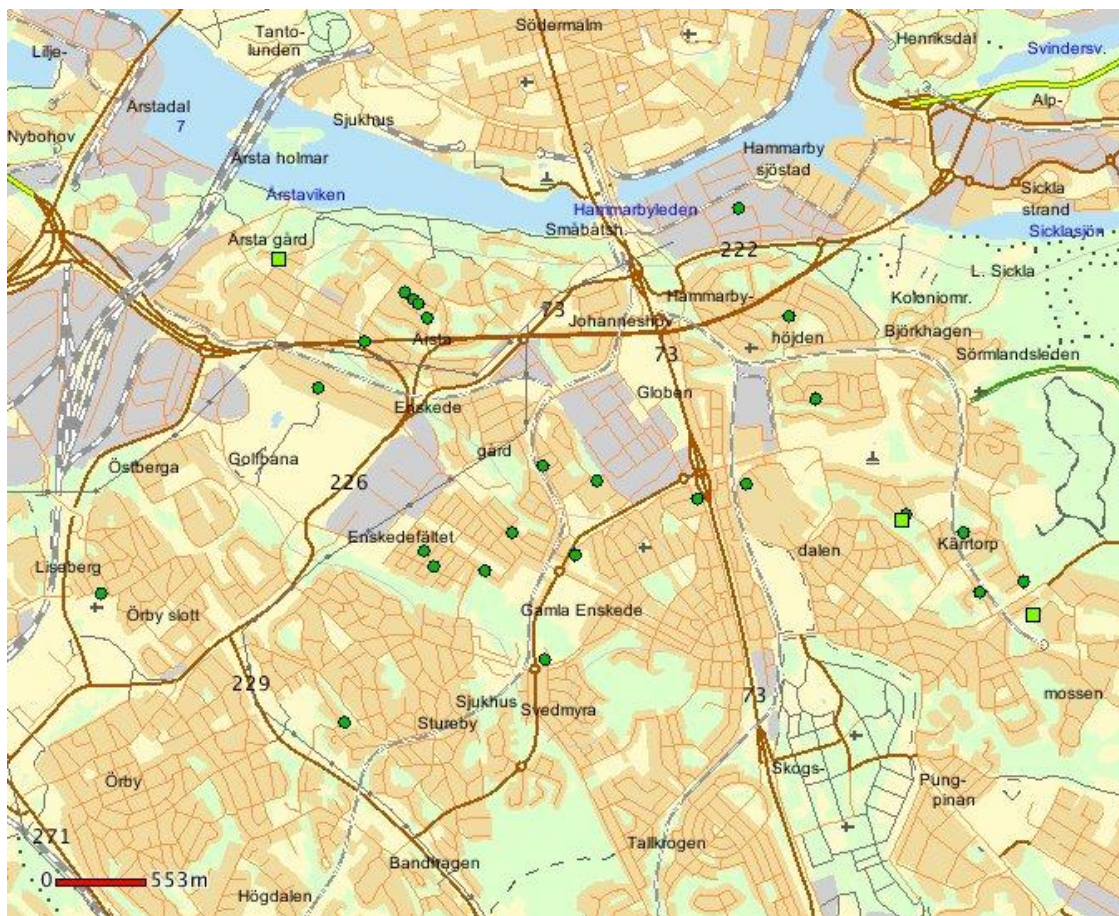 Södermalm
Tanto-
lunden
Lilje-
Henriksdal
Svindersv.
Alp-
Årstadal
7
Sjukhus
Nybohov
Hammarby
sjöstad
Årsta holmar
Årstaviken
Sickla
strand
Sicklasjön
Hammarbyleden
Småbåtsh.
Årsta gård
222
L. Sickla
Hammarby-
höjden
Koloniomr.
73
Johanneshov
Björkhagen
Årsta
73
Sörmlandsleden
Globen
Enskede
gård
Golfbana
Östberga
226
Enskedefältet
dalen
Kärrtorp
Liseberg
Örby slott
Gamla Enskede
229
Sjukhus
Svedmyra
Stureby
73
mossen
Örby
Skogs-
Pung-
pinan
271
Tallkrogen
Bandhagen
0
553m
Högdalen